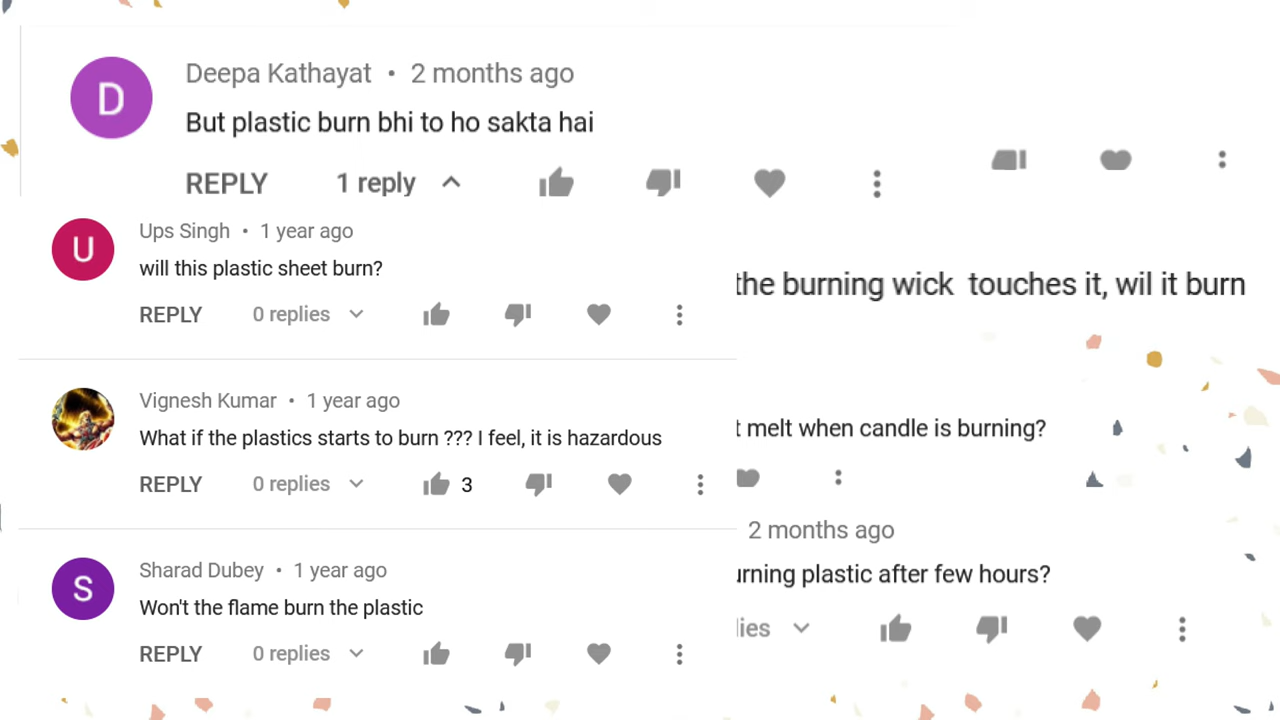 D
Deepa Kathayat • 2 months ago
But plastic burn bhi to ho sakta hai
REPLY 1 reply
U
Ups Singh • 1 year ago
will this plastic sheet burn?
REPLY 0 replies
Vignesh Kumar • 1 year ago
What if the plastics starts to burn ??? I feel, it is hazardous
REPLY 0 replies 3
S
Sharad Dubey • 1 year ago
Won't the flame burn the plastic
REPLY 0 replies
the burning wick touches it, wil it burn
melt when candle is burning?
2 months ago
plastic after few hours?